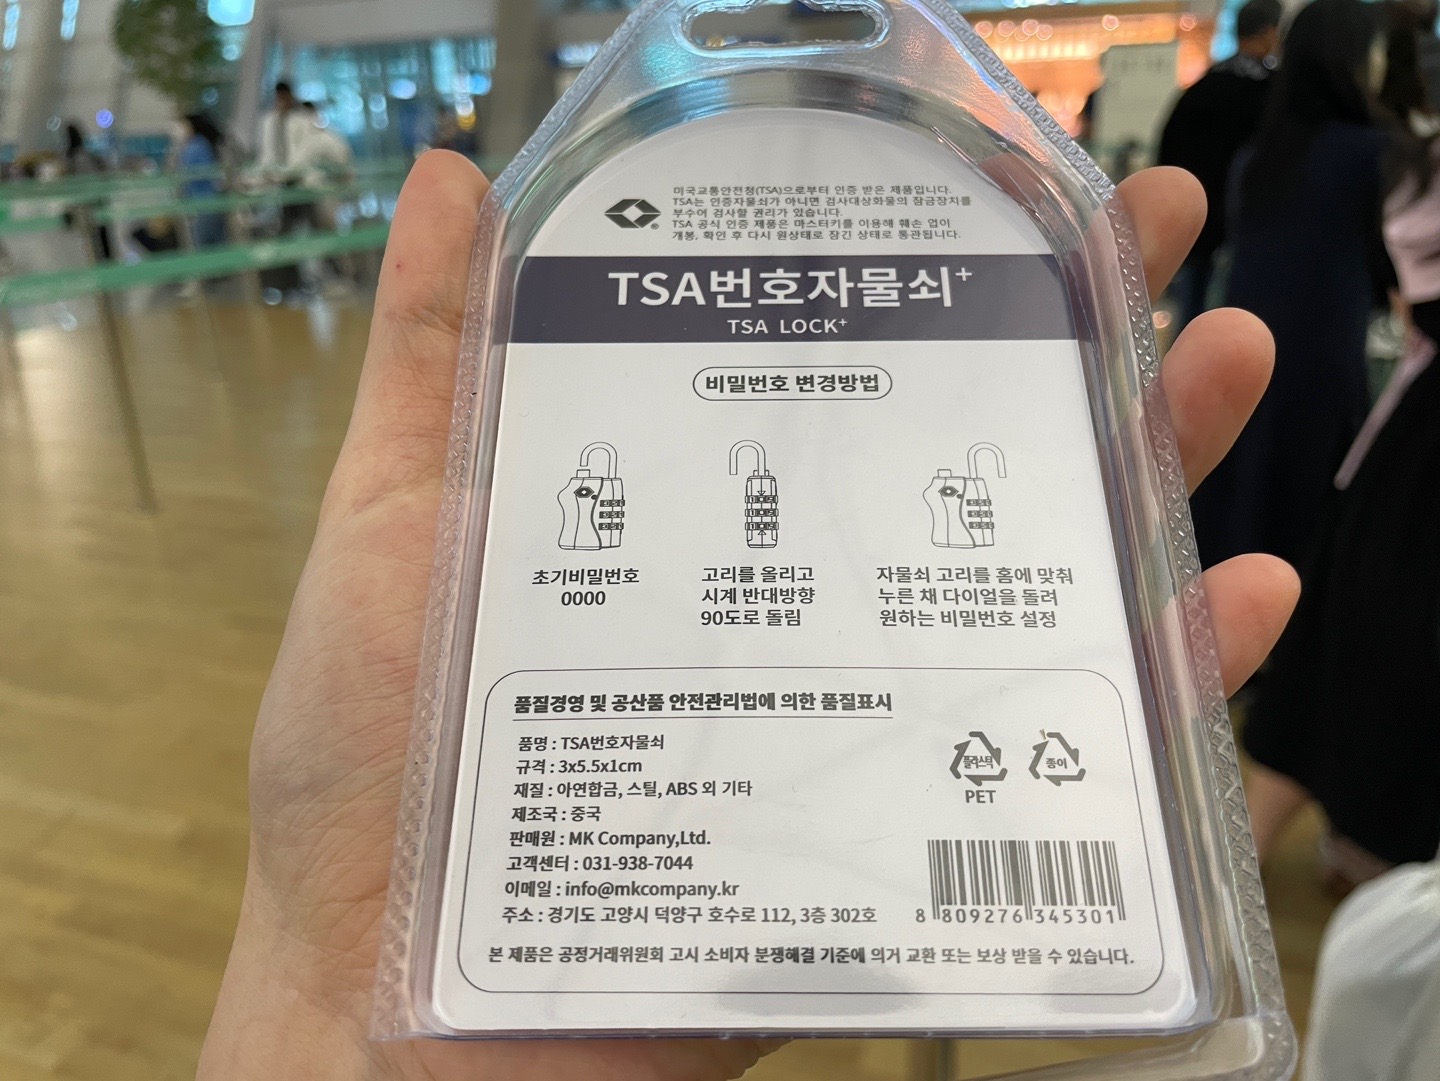 미국교통안전청(TSA)으로부터 인증 받은 제품입니다.
TSA는 인증자물쇠가 아니면 검사대상화물의 잠금장치를
부수어 검사할 권리가 있습니다.
TSA 공식 인증 제품은 마스터키를 이용해 훼손 없이
개봉, 확인 후 다시 원상태로 잠긴 상태로 통관됩니다.
TSA번호자물쇠+
TSA LOCK+
비밀번호 변경방법
초기비밀번호
0000
고리를 올리고
시계 반대방향
90도로 돌림
자물쇠 고리를 홈에 맞춰
누른 채 다이얼을 돌려
원하는 비밀번호 설정
품질경영 및 공산품 안전관리법에 의한 품질표시
품명 : TSA번호자물쇠
규격 : 3x5.5x1cm
재질 : 아연합금, 스틸, ABS 외 기타
제조국 : 중국
판매원 : MK Company,Ltd.
고객센터 : 031-938-7044
이메일 : info@mkcompany.kr
주소 : 경기도 고양시 덕양구 호수로 112, 3층 302호
플라스틱
PET
종이
8 809276 345301
본 제품은 공정거래위원회 고시 소비자 분쟁해결 기준에 의거 교환 또는 보상 받을 수 있습니다.